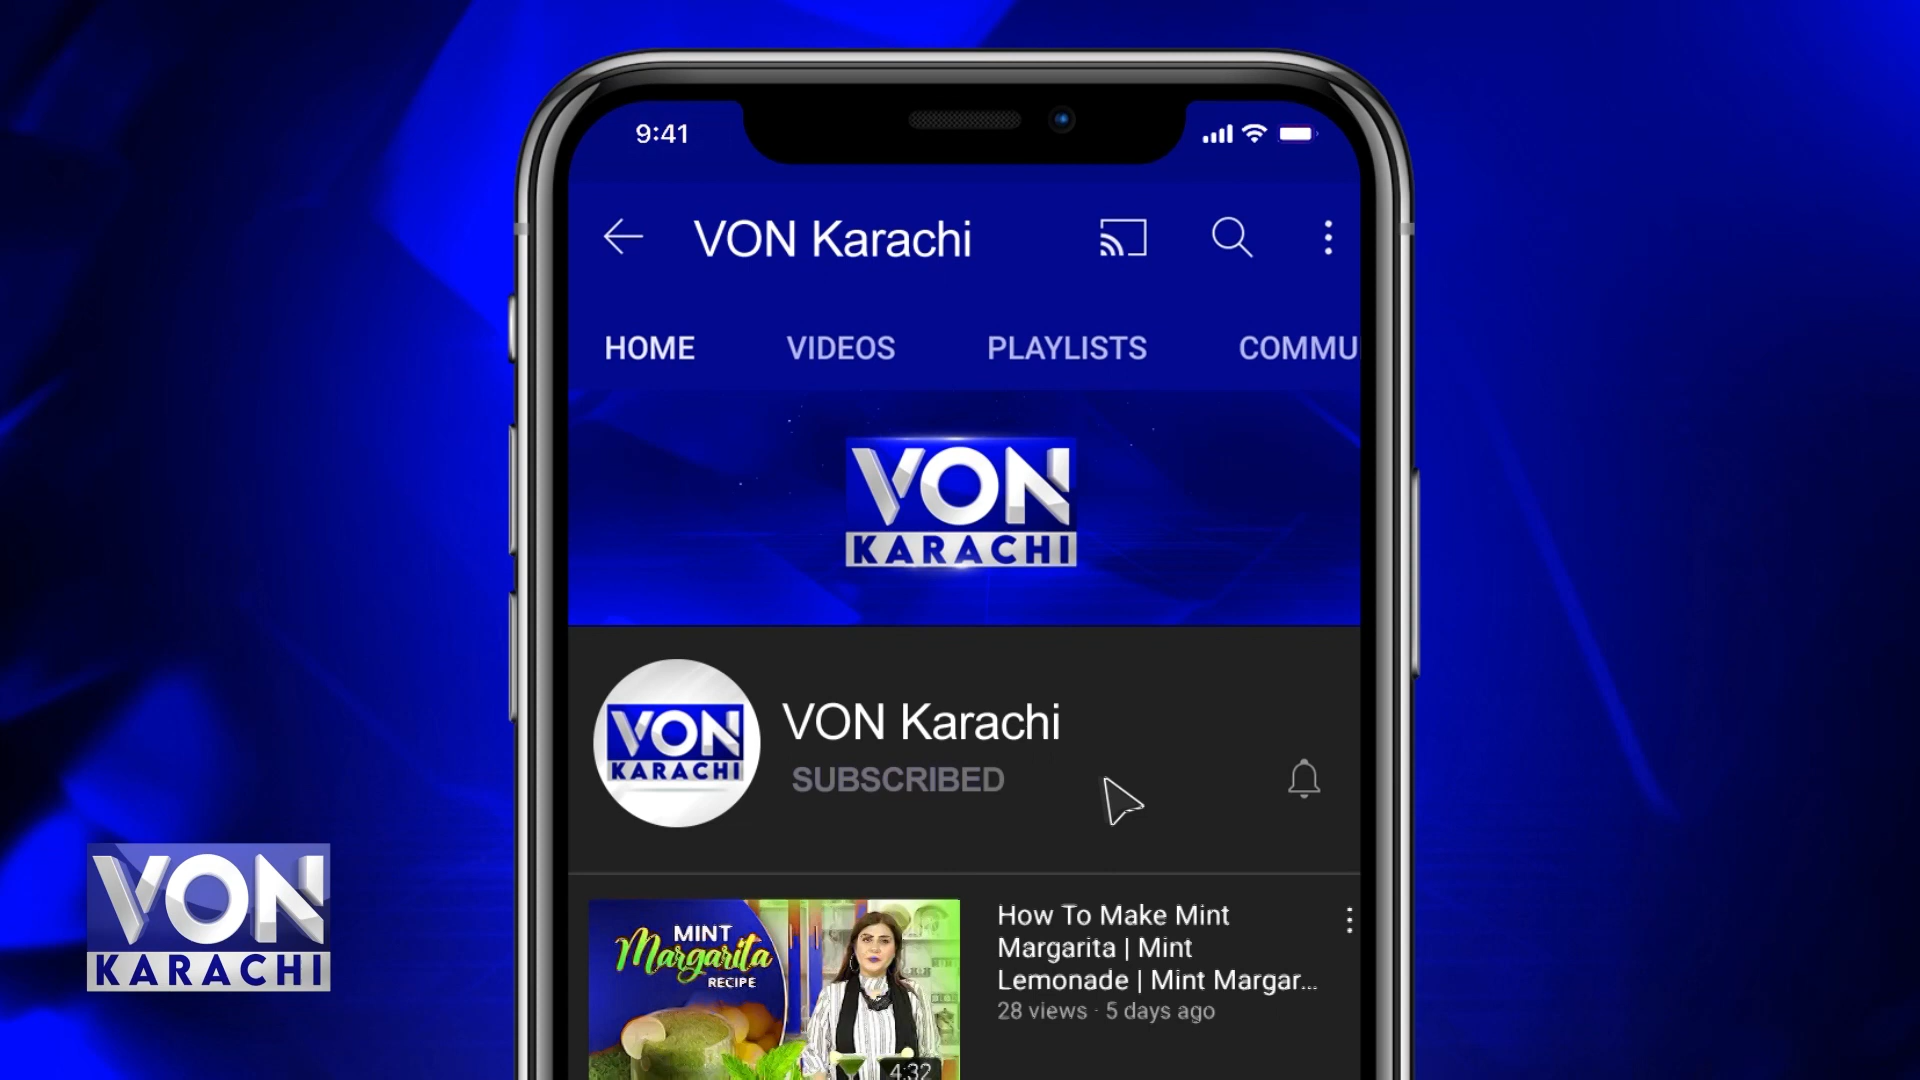 9:41
VON Karachi
HOME VIDEOS PLAYLISTS COMMU
VON
KARACHI
VON
KARACHI
VON Karachi
SUBSCRIBED
VON
KARACHI
MINT
Margarita
RECIPE
4:32
How To Make Mint
Margarita | Mint
Lemonade | Mint Margar...
28 views · 5 days ago